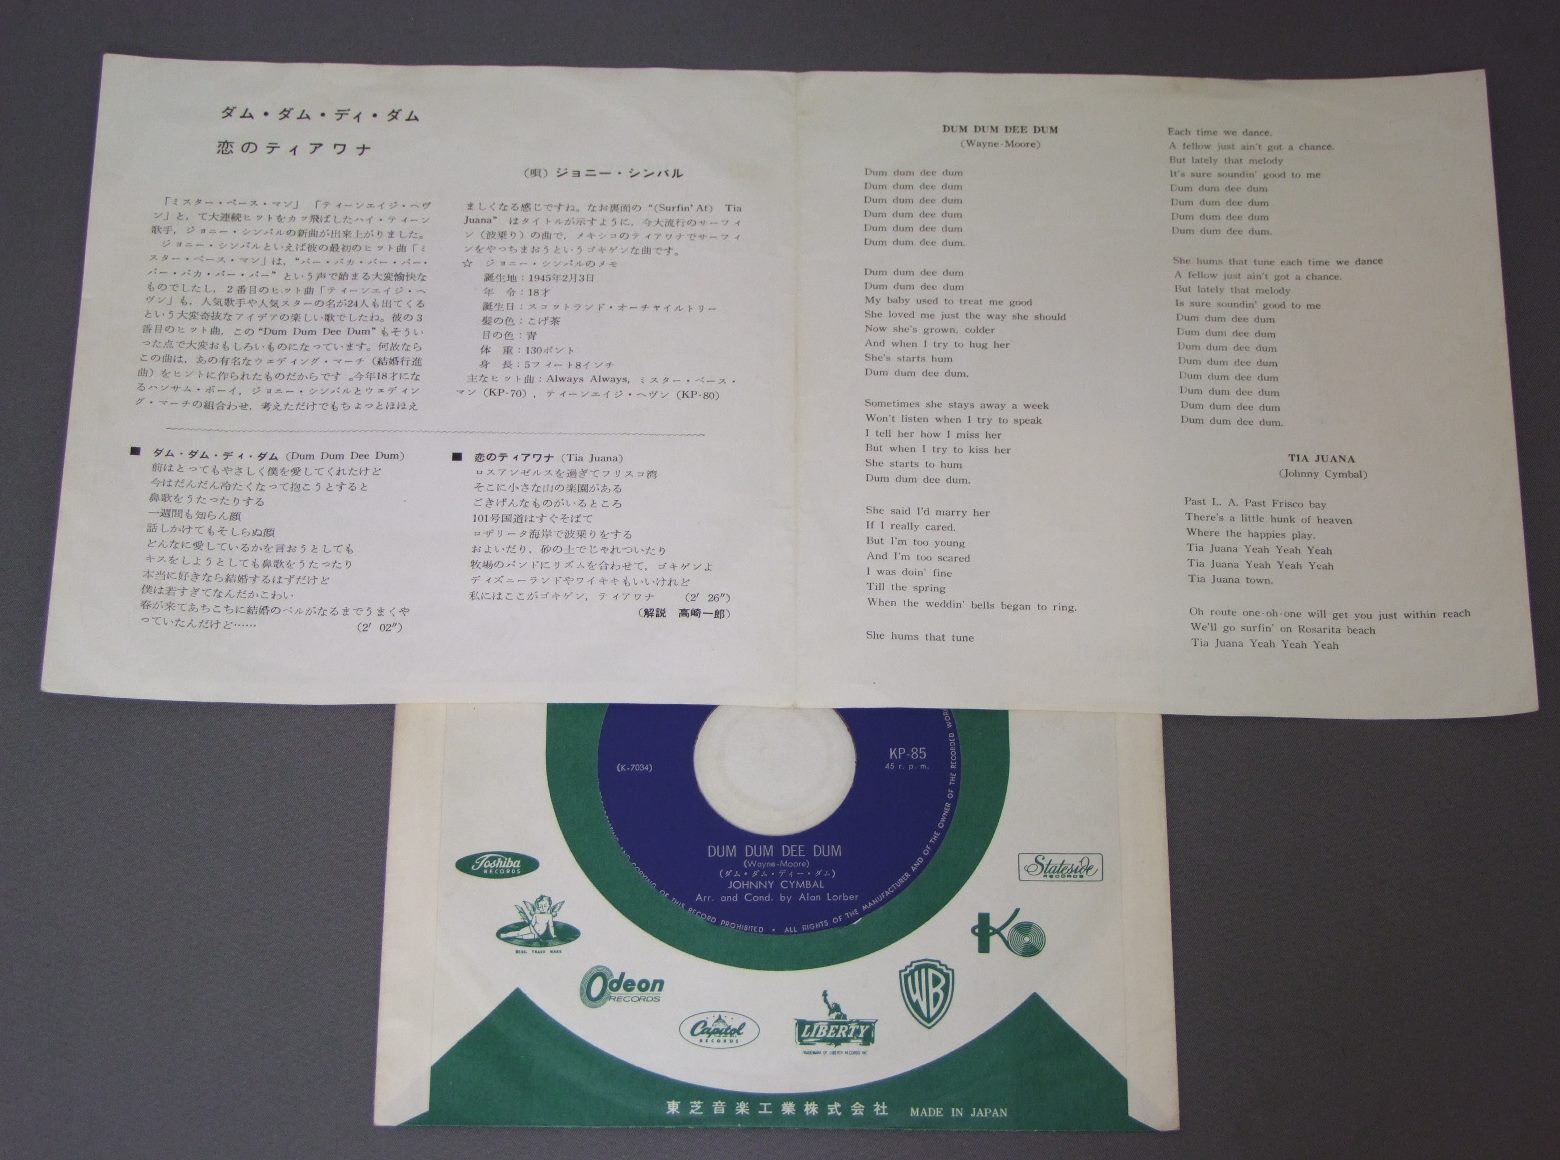 ダム・ダム・ディ・ダム
恋のティアワナ
(唄) ジョニー・シンバル
「ミスター・ベース・マン」「ティーンエイジ・ヘヴ
ン」と，て大連続ヒットをカッ飛ばしたハイ・ティーン
歌手，ジョニー・シンバルの新曲が出来上がりました。
ジョニー・シンバルといえば彼の最初のヒット曲「ミ
スター・ベース・マン」は，“バー・バカ・バー・バー・
バー・バカ・バー・バー” という声で始まる大変愉快な
ものでしたし，２番目のヒット曲「ティーンエイジ・ヘ
ヴン」も，人気歌手や人気スターの名が24人も出てくる
という大変奇抜なアイデアの楽しい歌でしたね。彼の３
番目のヒット曲，この“Dum Dum Dee Dum”もそうい
った点で大変おもしろいものになっています。何故なら
この曲は，あの有名なウェディング・マーチ（結婚行進
曲）をヒントに作られたものだからです 。今年18才にな
るハンサム・ボーイ，ジョニー・シンバルとウェディン
グ・マーチの組合わせ，考えただけでもちょっとほほえ
ましくなる感じですね。なお裏面の “(Surfin' At) Tia
Juana” はタイトルが示すように，今大流行のサーフィ
ン（波乗り）の曲で，メキシコのティアワナでサーフィ
ンをやっちまおうというゴキゲンな曲です。
☆ ジョニー・シンバルのメモ
誕生地：1945年2月3日
年　令：18才
誕生日：スコットランド・オーチャイルトリー
髪の色：こげ茶
目の色：青
体　重：130ポント
身　長：5フィート8インチ
主なヒット曲：Always Always, ミスター・ベース・
マン（KP-70），ティーンエイジ・ヘヴン（KP-80）
■ ダム・ダム・ディ・ダム (Dum Dum Dee Dum)
前はとってもやさしく僕を愛してくれたけど
今はだんだん冷たくなって抱こうとすると
鼻歌をうたったりする
一週間も知らん顔
話しかけてもそしらぬ顔
どんなに愛しているかを言おうとしても
キスをしようとしても鼻歌をうたったり
本当に好きなら結婚するはずだけど
僕は若すぎてなんだかこわい
春が来てあちこちに結婚のベルがなるまでうまくや
っていたんだけど…… (2′ 02″)
■ 恋のティアワナ (Tia Juana)
ロスアンゼルスを過ぎてフリスコ湾
そこに小さな山の楽園がある
ごきげんなものがいるところ
101号国道はすぐそばて
ロザリータ海岸で波乗りをする
およいだり，砂の上でじゃれついたり
牧場のバンドにリズムを合わせて，ゴキゲンよ
ディズニーランドやワイキキもいいけれど
私にはここがゴキゲン，ティアワナ (2′ 26″)
(解説 高崎一郎)
DUM DUM DEE DUM
(Wayne-Moore)
Dum dum dee dum
Dum dum dee dum
Dum dum dee dum
Dum dum dee dum
Dum dum dee dum
Dum dum dee dum.
Dum dum dee dum
Dum dum dee dum
My baby used to treat me good
She loved me just the way she should
Now she's grown, colder
And when I try to hug her
She's starts hum
Dum dum dee dum.
Sometimes she stays away a week
Won't listen when I try to speak
I tell her how I miss her
But when I try to kiss her
She starts to hum
Dum dum dee dum.
She said I'd marry her
If I really cared.
But I'm too young
And I'm too scared
I was doin' fine
Till the spring
When the weddin' bells began to ring.
She hums that tune
Each time we dance.
A fellow just ain't got a chance.
But lately that melody
It's sure soundin' good to me
Dum dum dee dum
Dum dum dee dum
Dum dum dee dum
Dum dum dee dum.
She hums that tune each time we dance
A fellow just ain't got a chance.
But lately that melody
Is sure soundin' good to me
Dum dum dee dum
Dum dum dee dum
Dum dum dee dum
Dum dum dee dum
Dum dum dee dum
Dum dum dee dum
Dum dum dee dum
Dum dum dee dum.
TIA JUANA
(Johnny Cymbal)
Past L. A. Past Frisco bay
There's a little hunk of heaven
Where the happies play.
Tia Juana Yeah Yeah Yeah
Tia Juana Yeah Yeah Yeah
Tia Juana town.
Oh route one-oh-one will get you just within reach
We'll go surfin' on Rosarita beach
Tia Juana Yeah Yeah Yeah
(K-7034)
KP-85
45 r. p. m.
DUM DUM DEE DUM
(Wayne-Moore)
(ダム・ダム・ディー・ダム)
JOHNNY CYMBAL
Arr. and Cond. by Alan Lorber
COPYING OF THIS RECORD PROHIBITED • ALL RIGHTS OF THE MANUFACTURER AND OF THE OWNER OF THE RECORDED
Toshiba
RECORDS
REG. TRADE MARK
Odeon
RECORDS
Capitol
RECORDS
LIBERTY
TRADEMARK OF LIBERTY RECORDS INC
WB
Stateside
RECORDS
東芝音楽工業株式会社 MADE IN JAPAN